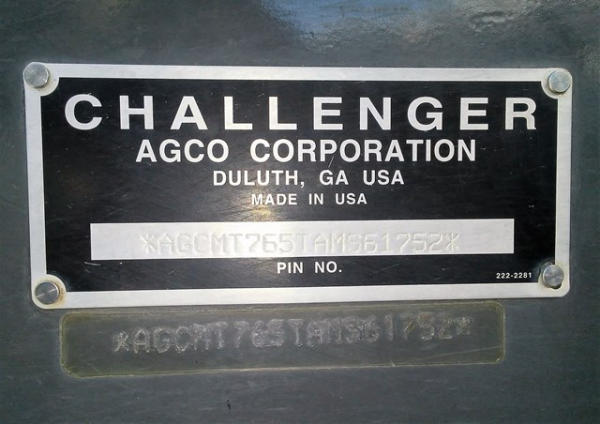 CHALLENGER
AGCO CORPORATION
DULUTH, GA USA
MADE IN USA
*AGCMT765TAMS61752*
PIN NO.
222-2281
*AGCMT765TAMS61752*